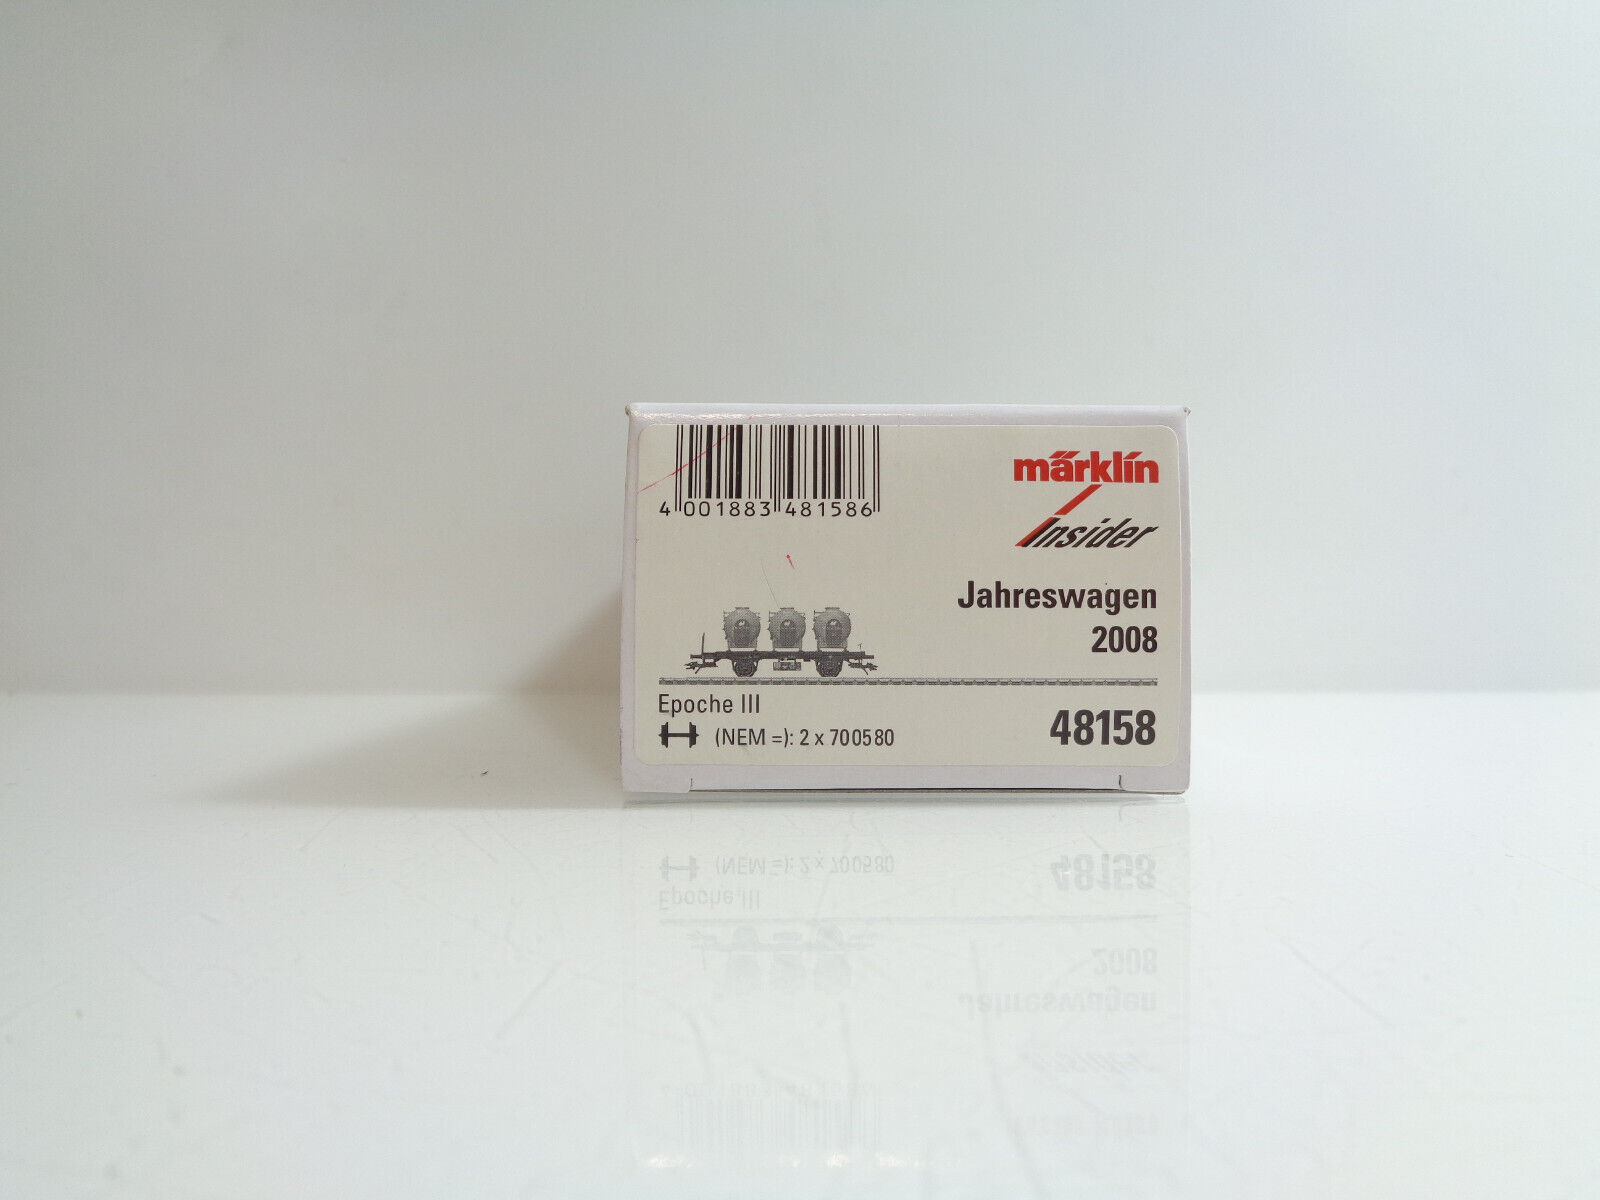 4 001883 481586
märklin
Insider
Jahreswagen
2008
Epoche III
(NEM =): 2 x 700580
48158